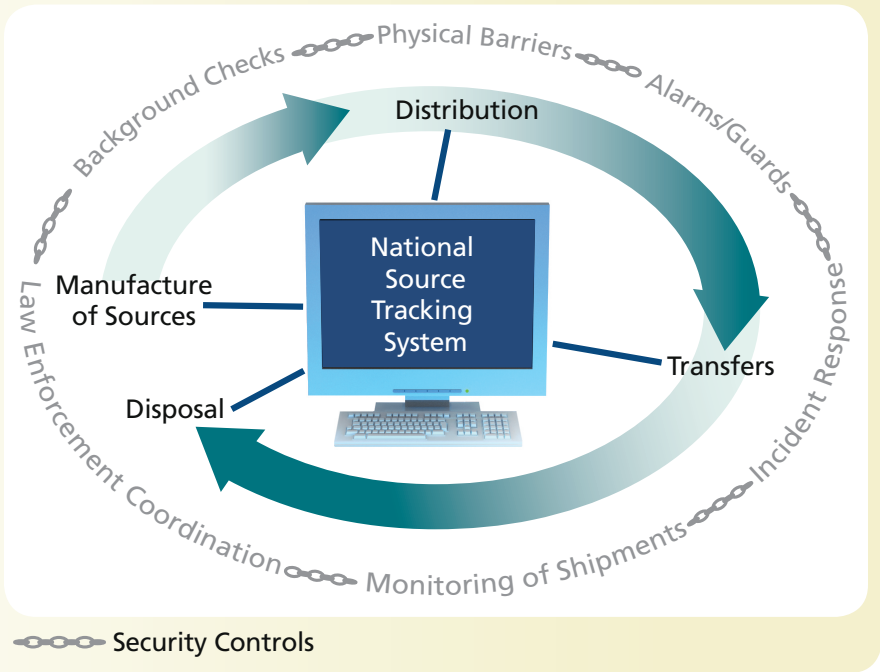 Physical Barriers
Background Checks
Alarms/Guards
Distribution
National
Source
Tracking
System
Manufacture
of Sources
Law Enforcement Coordination
Incident Response
Transfers
Disposal
Monitoring of Shipments
Security Controls